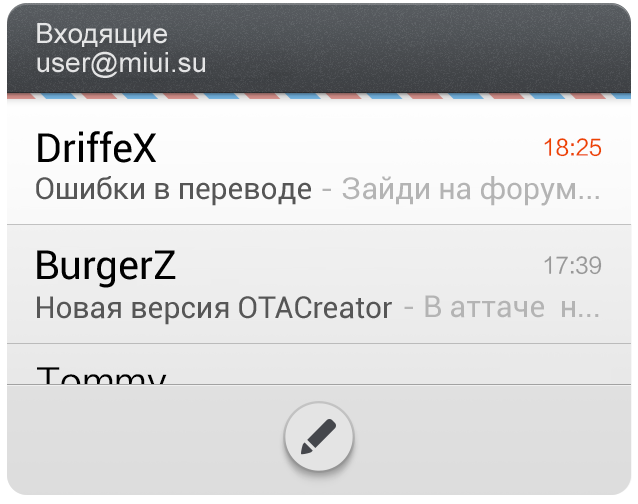 Входящие
user@miui.su
DriffeX 18:25
Ошибки в переводе - Зайди на форум...
BurgerZ 17:39
Новая версия OTACreator - В аттаче н...
Tommy